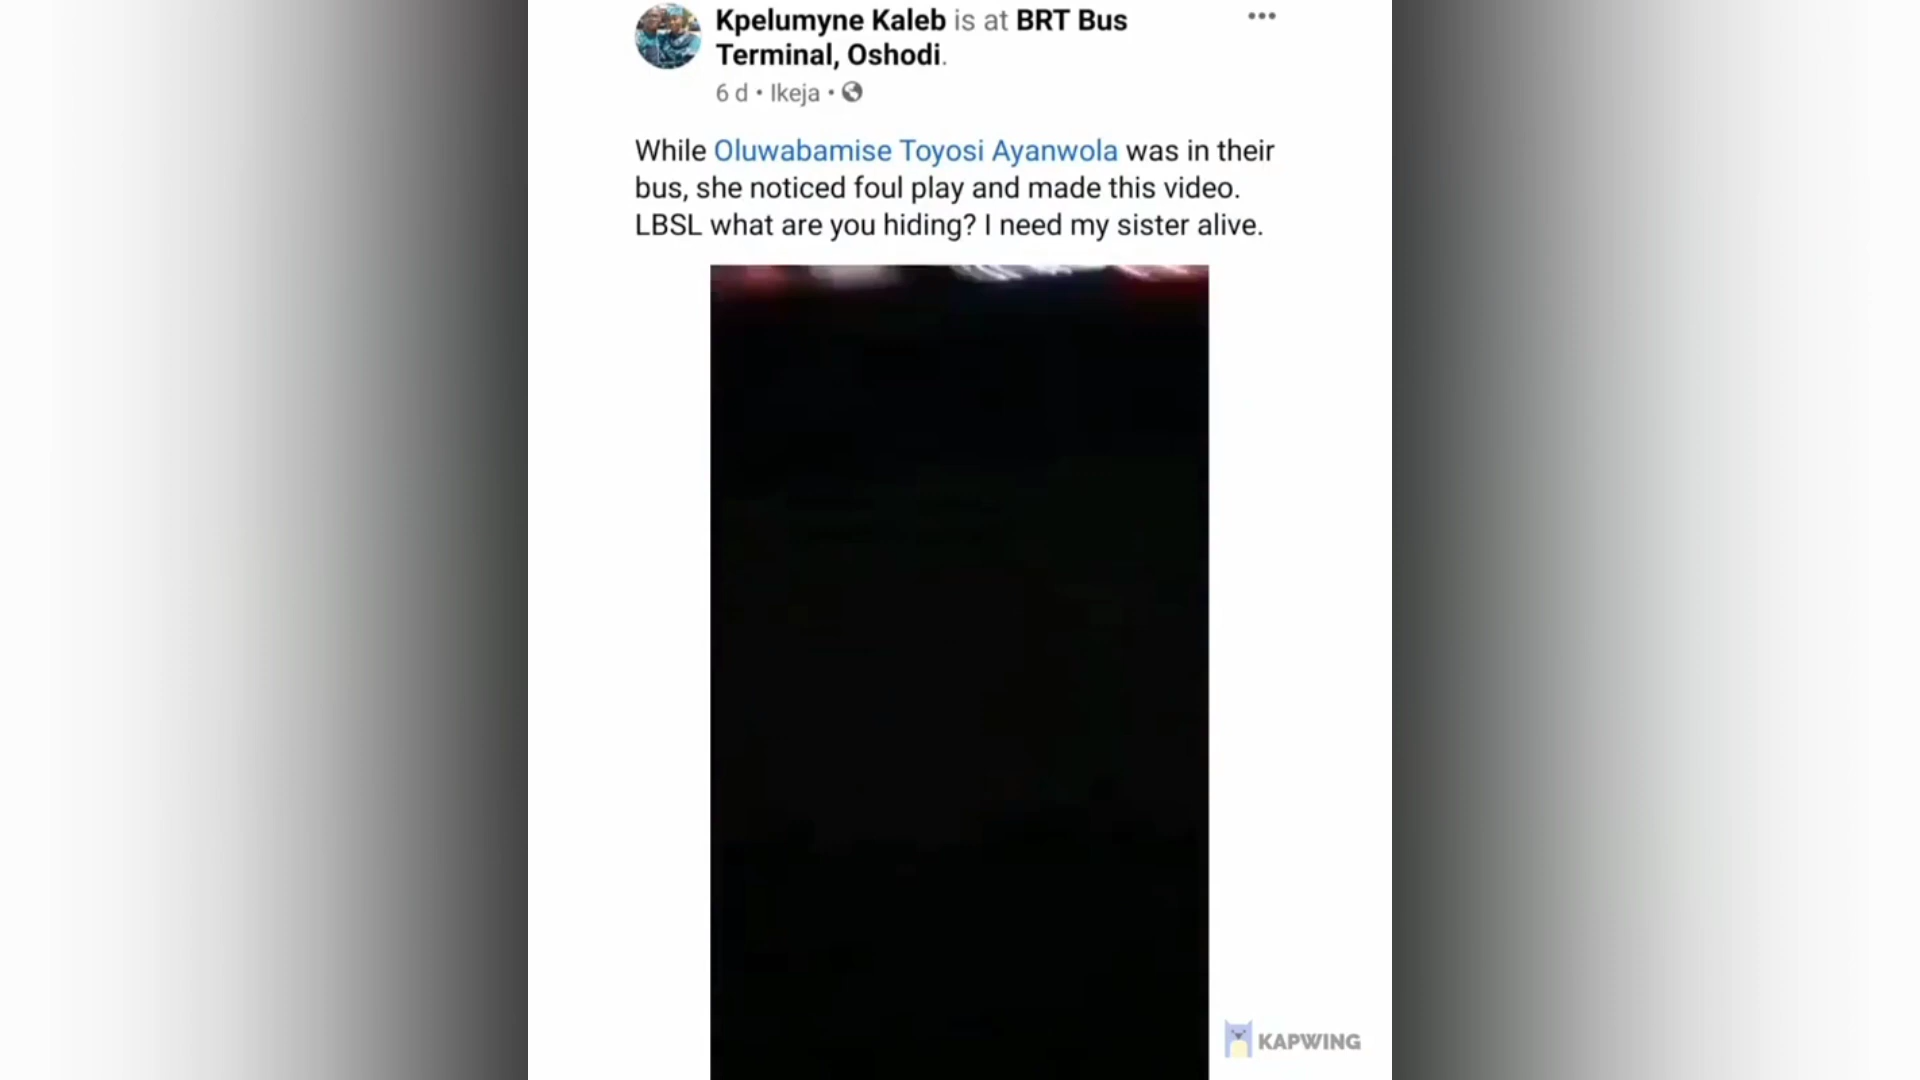 Kpelumyne Kaleb is at BRT Bus
Terminal, Oshodi.
6 d • Ikeja •
While Oluwabamise Toyosi Ayanwola was in their
bus, she noticed foul play and made this video.
LBSL what are you hiding? I need my sister alive.
KAPWING